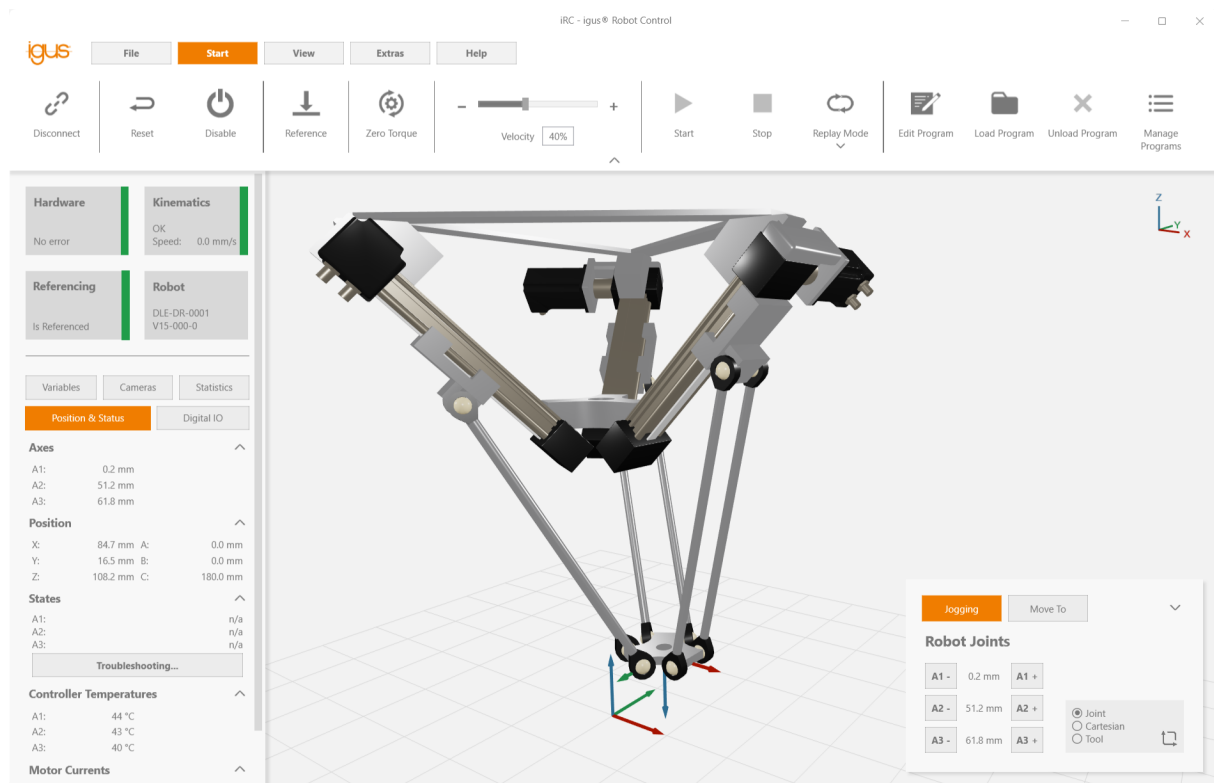 iRC - igus® Robot Control
igus
File
Start
View
Extras
Help
Disconnect
Reset
Disable
Reference
Zero Torque
−
+
Velocity 40%
Start
Stop
Replay Mode
Edit Program
Load Program
Unload Program
Manage
Programs
Hardware
No error
Kinematics
OK
Speed: 0.0 mm/s
Referencing
Is Referenced
Robot
DLE-DR-0001
V15-000-0
Variables
Cameras
Statistics
Position & Status
Digital IO
Axes
A1: 0.2 mm
A2: 51.2 mm
A3: 61.8 mm
Position
X: 84.7 mm A: 0.0 mm
Y: 16.5 mm B: 0.0 mm
Z: 108.2 mm C: 180.0 mm
States
A1: n/a
A2: n/a
A3: n/a
Troubleshooting...
Controller Temperatures
A1: 44 °C
A2: 43 °C
A3: 40 °C
Motor Currents
Z
Y
X
Jogging
Move To
Robot Joints
A1 - 0.2 mm A1 +
A2 - 51.2 mm A2 +
A3 - 61.8 mm A3 +
Joint
Cartesian
Tool